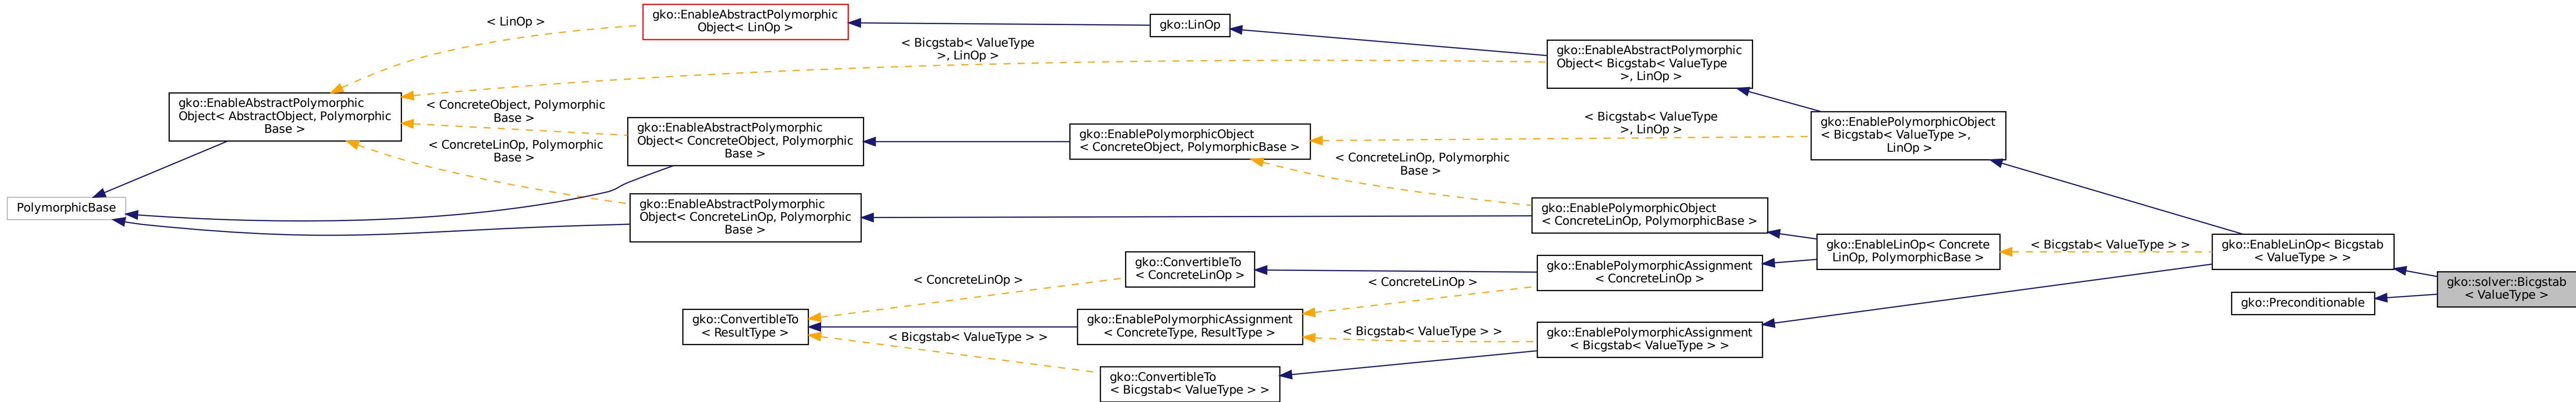 PolymorphicBase
gko::EnableAbstractPolymorphic
Object< AbstractObject, Polymorphic
Base >
< LinOp >
< ConcreteObject, Polymorphic
Base >
< ConcreteLinOp, Polymorphic
Base >
gko::EnableAbstractPolymorphic
Object< LinOp >
gko::EnableAbstractPolymorphic
Object< ConcreteObject, Polymorphic
Base >
gko::EnableAbstractPolymorphic
Object< ConcreteLinOp, Polymorphic
Base >
gko::ConvertibleTo
< ResultType >
< Bicgstab< ValueType
>, LinOp >
< ConcreteLinOp >
< Bicgstab< ValueType > >
gko::LinOp
gko::EnablePolymorphicObject
< ConcreteObject, PolymorphicBase >
gko::ConvertibleTo
< ConcreteLinOp >
gko::EnablePolymorphicAssignment
< ConcreteType, ResultType >
gko::ConvertibleTo
< Bicgstab< ValueType > >
< ConcreteLinOp, Polymorphic
Base >
< ConcreteLinOp >
< Bicgstab< ValueType > >
gko::EnableAbstractPolymorphic
Object< Bicgstab< ValueType
>, LinOp >
< Bicgstab< ValueType
>, LinOp >
gko::EnablePolymorphicObject
< ConcreteLinOp, PolymorphicBase >
gko::EnablePolymorphicAssignment
< ConcreteLinOp >
gko::EnablePolymorphicAssignment
< Bicgstab< ValueType > >
gko::EnablePolymorphicObject
< Bicgstab< ValueType >,
LinOp >
gko::EnableLinOp< Concrete
LinOp, PolymorphicBase >
< Bicgstab< ValueType > >
gko::EnableLinOp< Bicgstab
< ValueType > >
gko::Preconditionable
gko::solver::Bicgstab
< ValueType >